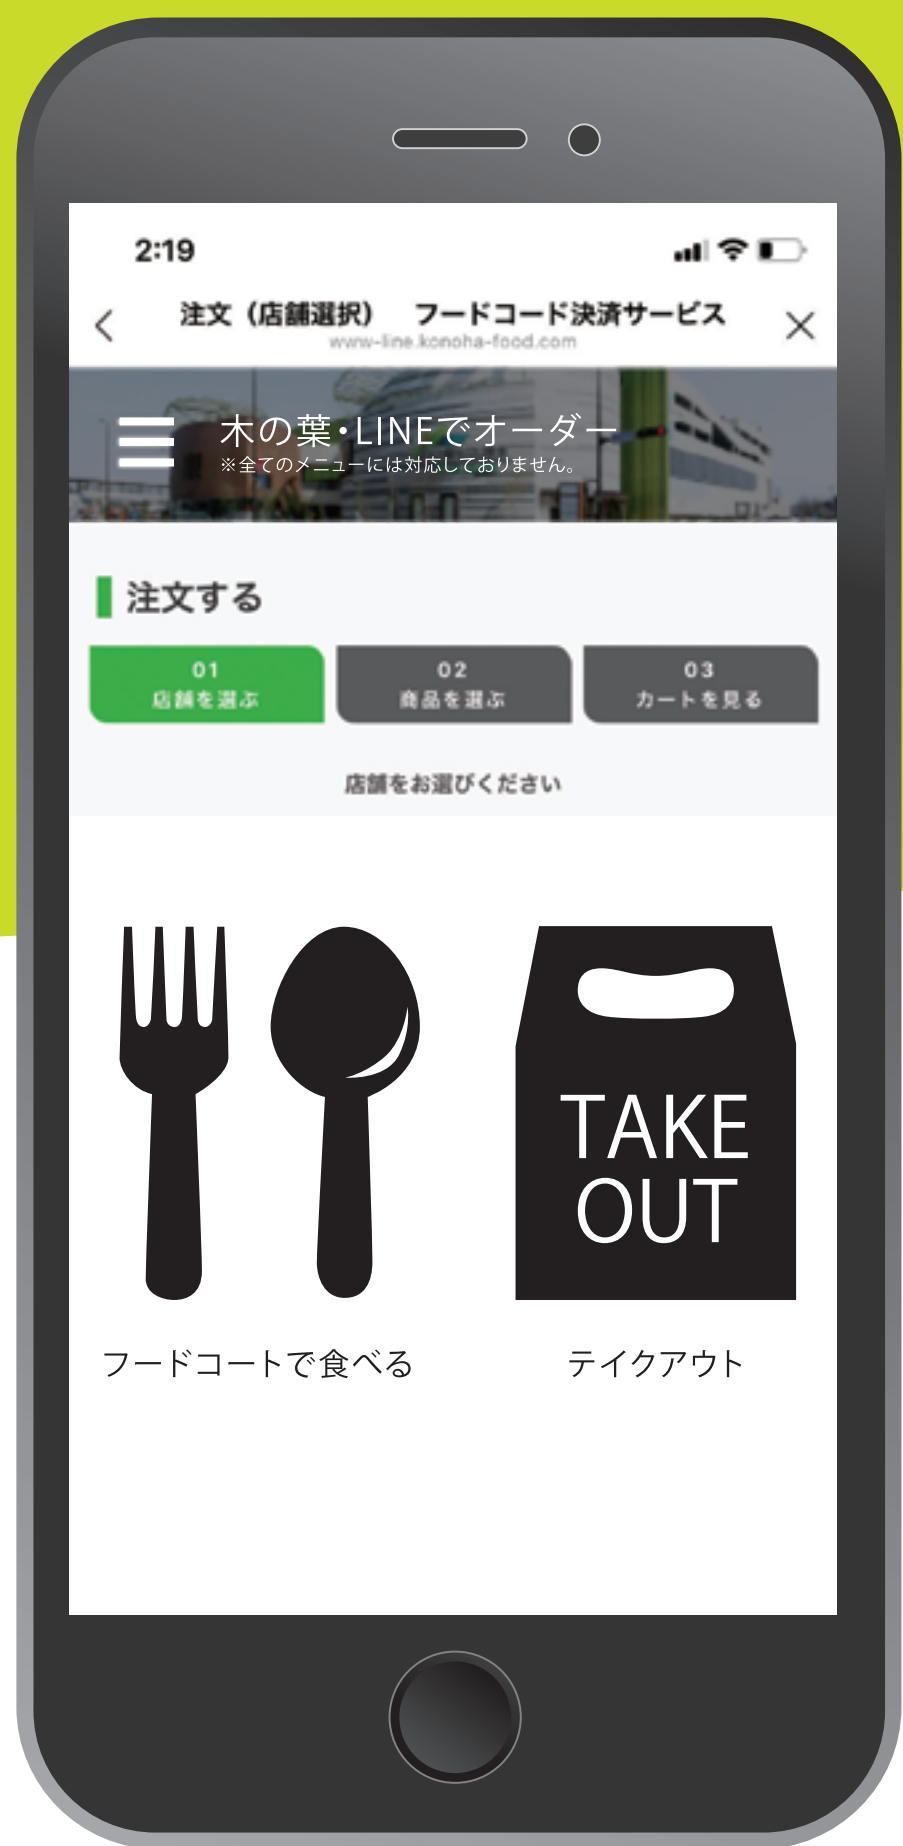 2:19
注文（店舗選択）　フードコード決済サービス
www-line.konoha-food.com
木の葉・LINEでオーダー
※全てのメニューには対応しておりません。
注文する
01
店舗を選ぶ
02
商品を選ぶ
03
カートを見る
店舗をお選びください
TAKE
OUT
フードコートで食べる
テイクアウト